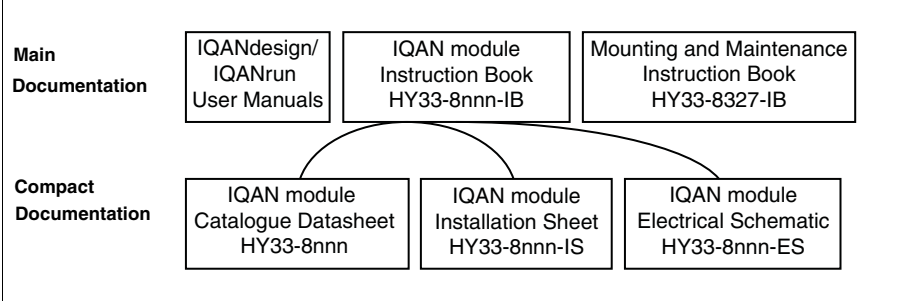 Main
Documentation
IQANdesign/
IQANrun
User Manuals
IQAN module
Instruction Book
HY33-8nnn-IB
Mounting and Maintenance
Instruction Book
HY33-8327-IB
Compact
Documentation
IQAN module
Catalogue Datasheet
HY33-8nnn
IQAN module
Installation Sheet
HY33-8nnn-IS
IQAN module
Electrical Schematic
HY33-8nnn-ES